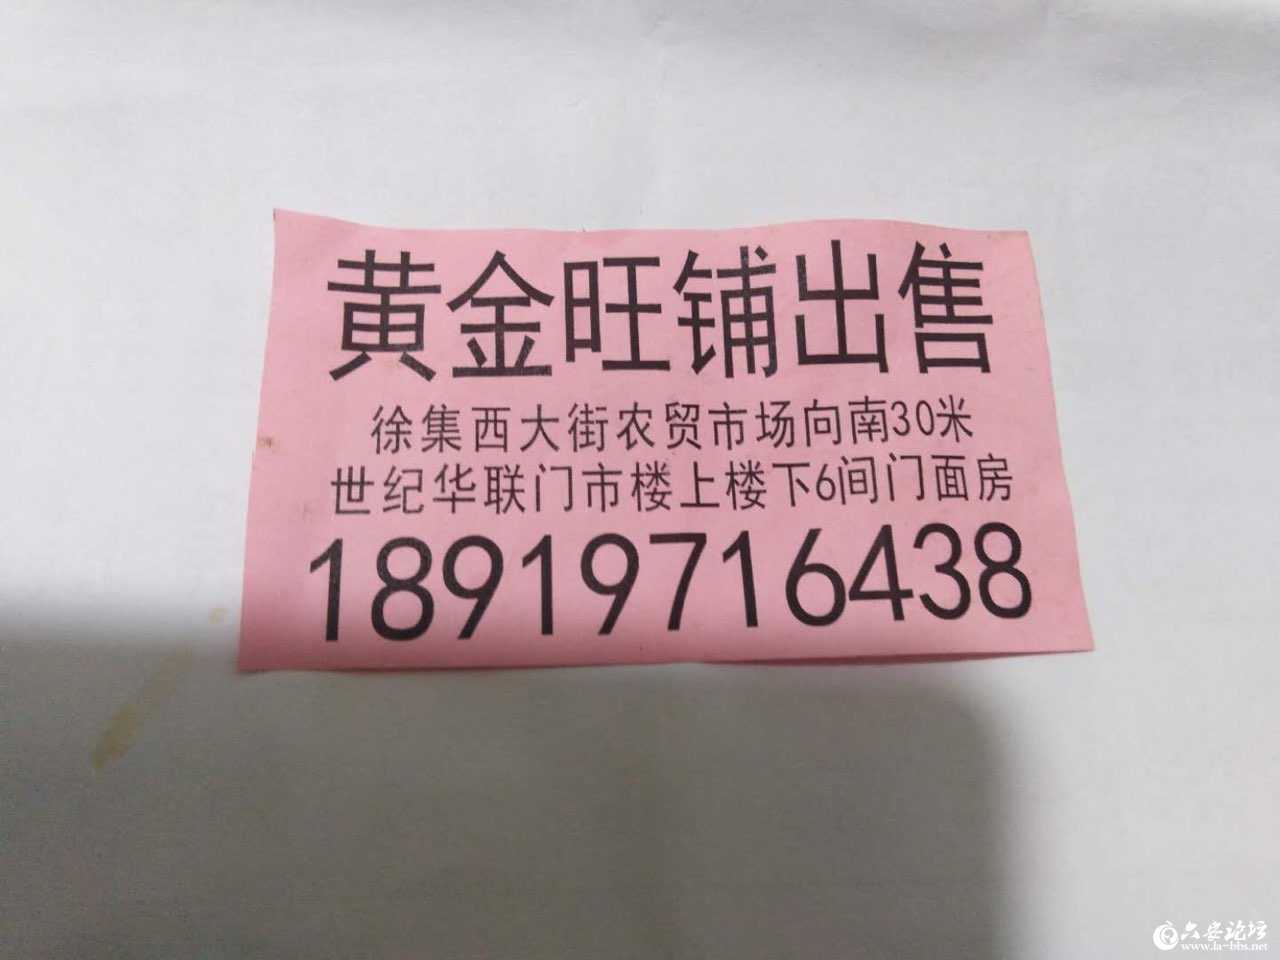 黄金旺铺出售
徐集西大街农贸市场向南30米
世纪华联门市楼上楼下6间门面房
18919716438
六安论坛
www.la-bbs.net